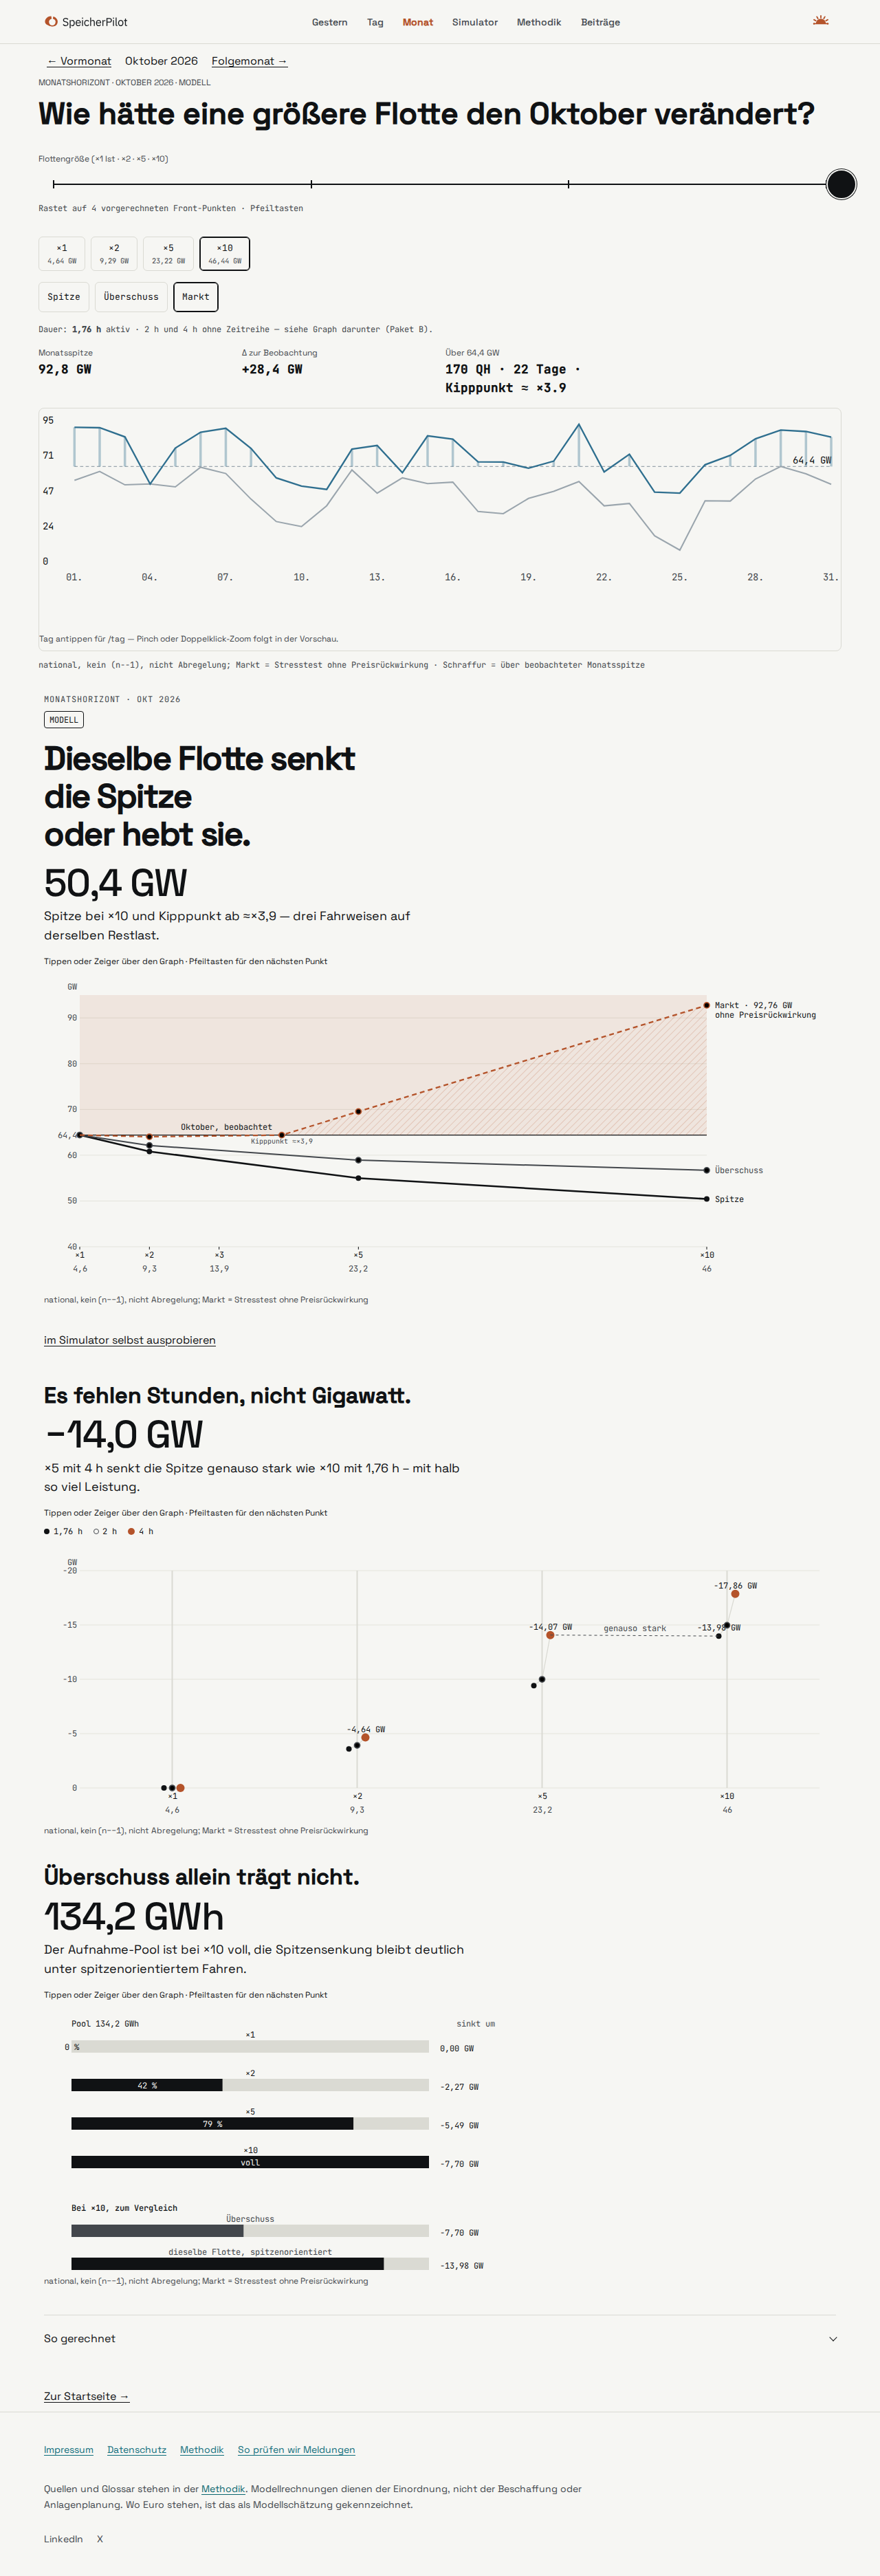 SpeicherPilot
Gestern Tag Monat Simulator Methodik Beiträge
← Vormonat Oktober 2026 Folgemonat →
MONATSHORIZONT · OKTOBER 2026 · MODELL
Wie hätte eine größere Flotte den Oktober verändert?
Flottengröße (×1 Ist · ×2 · ×5 · ×10)
Rastet auf 4 vorgerechneten Front-Punkten · Pfeiltasten
×1 ×2 ×5 ×10
4,64 GW 9,29 GW 23,22 GW 46,44 GW
Spitze Überschuss Markt
Dauer: 1,76 h aktiv · 2 h und 4 h ohne Zeitreihe — siehe Graph darunter (Paket B).
Monatsspitze Δ zur Beobachtung Über 64,4 GW
92,8 GW +28,4 GW 170 QH · 22 Tage ·
Kipppunkt ≈ ×3.9
95
71
64,4 GW
47
24
0
01. 04. 07. 10. 13. 16. 19. 22. 25. 28. 31.
Tag antippen für /tag — Pinch oder Doppelklick-Zoom folgt in der Vorschau.
national, kein (n−-1), nicht Abregelung; Markt = Stresstest ohne Preisrückwirkung · Schraffur = über beobachteter Monatsspitze
MONATSHORIZONT · OKT 2026
MODELL
Dieselbe Flotte senkt
die Spitze
oder hebt sie.
50,4 GW
Spitze bei ×10 und Kipppunkt ab ≈×3,9 — drei Fahrweisen auf
derselben Restlast.
Tippen oder Zeiger über den Graph · Pfeiltasten für den nächsten Punkt
GW
Markt · 92,76 GW
ohne Preisrückwirkung
90
80
70
Oktober, beobachtet
64,4
Kipppunkt ≈×3,9
60
Überschuss
50
Spitze
40
×1 ×2 ×3 ×5 ×10
4,6 9,3 13,9 23,2 46
national, kein (n−-1), nicht Abregelung; Markt = Stresstest ohne Preisrückwirkung
im Simulator selbst ausprobieren
Es fehlen Stunden, nicht Gigawatt.
−14,0 GW
×5 mit 4 h senkt die Spitze genauso stark wie ×10 mit 1,76 h – mit halb
so viel Leistung.
Tippen oder Zeiger über den Graph · Pfeiltasten für den nächsten Punkt
1,76 h 2 h 4 h
GW
-20
-17,86 GW
-15
-14,07 GW genauso stark -13,98 GW
-10
-5
-4,64 GW
0
×1 ×2 ×5 ×10
4,6 9,3 23,2 46
national, kein (n−-1), nicht Abregelung; Markt = Stresstest ohne Preisrückwirkung
Überschuss allein trägt nicht.
134,2 GWh
Der Aufnahme-Pool ist bei ×10 voll, die Spitzensenkung bleibt deutlich
unter spitzenorientiertem Fahren.
Tippen oder Zeiger über den Graph · Pfeiltasten für den nächsten Punkt
Pool 134,2 GWh sinkt um
×1
0 % 0,00 GW
×2
42 % -2,27 GW
×5
79 % -5,49 GW
×10
voll -7,70 GW
Bei ×10, zum Vergleich
Überschuss
-7,70 GW
dieselbe Flotte, spitzenorientiert
-13,98 GW
national, kein (n−-1), nicht Abregelung; Markt = Stresstest ohne Preisrückwirkung
So gerechnet
Zur Startseite →
Impressum Datenschutz Methodik So prüfen wir Meldungen
Quellen und Glossar stehen in der Methodik. Modellrechnungen dienen der Einordnung, nicht der Beschaffung oder
Anlagenplanung. Wo Euro stehen, ist das als Modellschätzung gekennzeichnet.
LinkedIn X